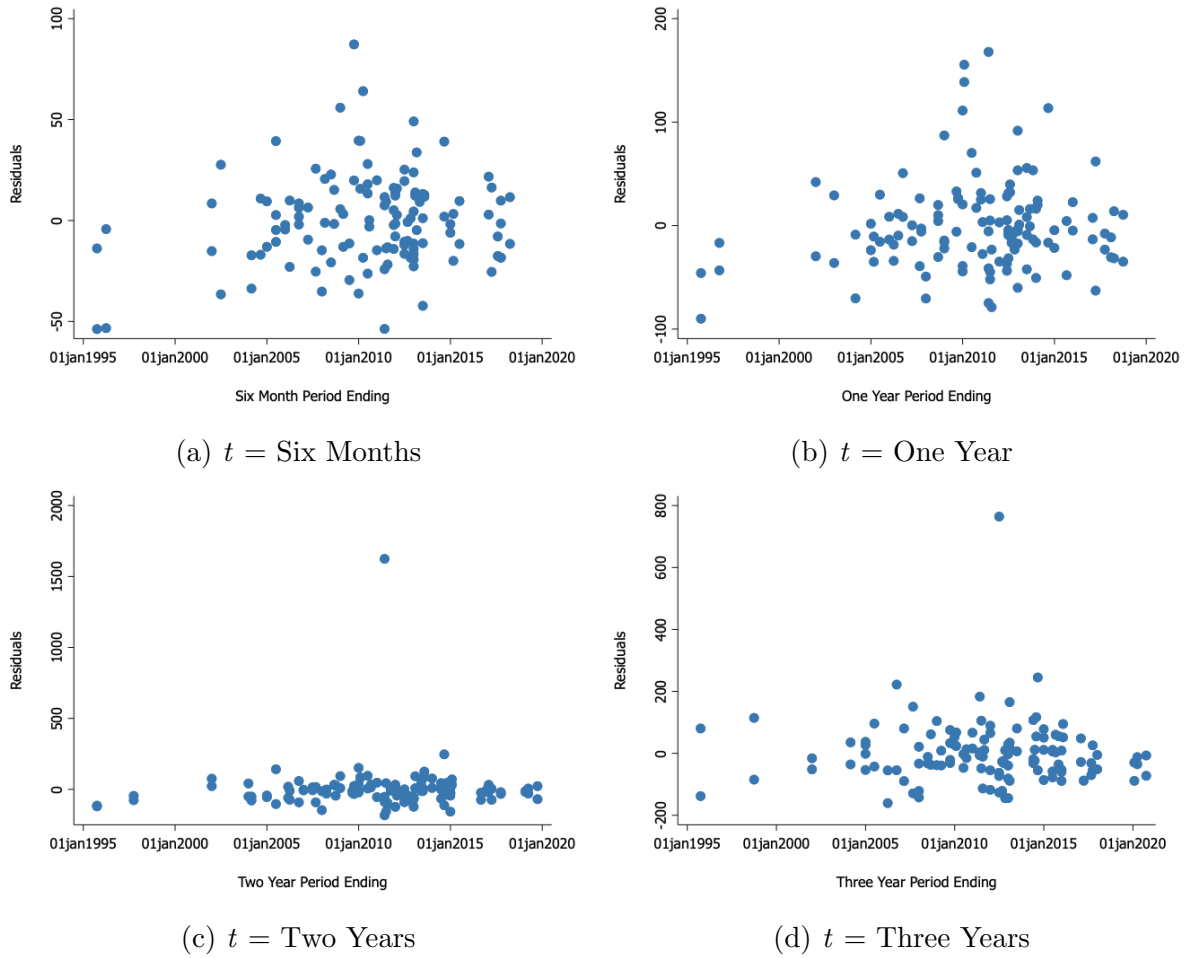 100
50
0
-50
Residuals
01jan1995 01jan2000 01jan2005 01jan2010 01jan2015 01jan2020
Six Month Period Ending
(a) t = Six Months
200
100
0
-100
Residuals
01jan1995 01jan2000 01jan2005 01jan2010 01jan2015 01jan2020
One Year Period Ending
(b) t = One Year
2000
1500
1000
500
0
Residuals
01jan1995 01jan2000 01jan2005 01jan2010 01jan2015 01jan2020
Two Year Period Ending
(c) t = Two Years
800
600
400
200
0
-200
Residuals
01jan1995 01jan2000 01jan2005 01jan2010 01jan2015 01jan2020
Three Year Period Ending
(d) t = Three Years